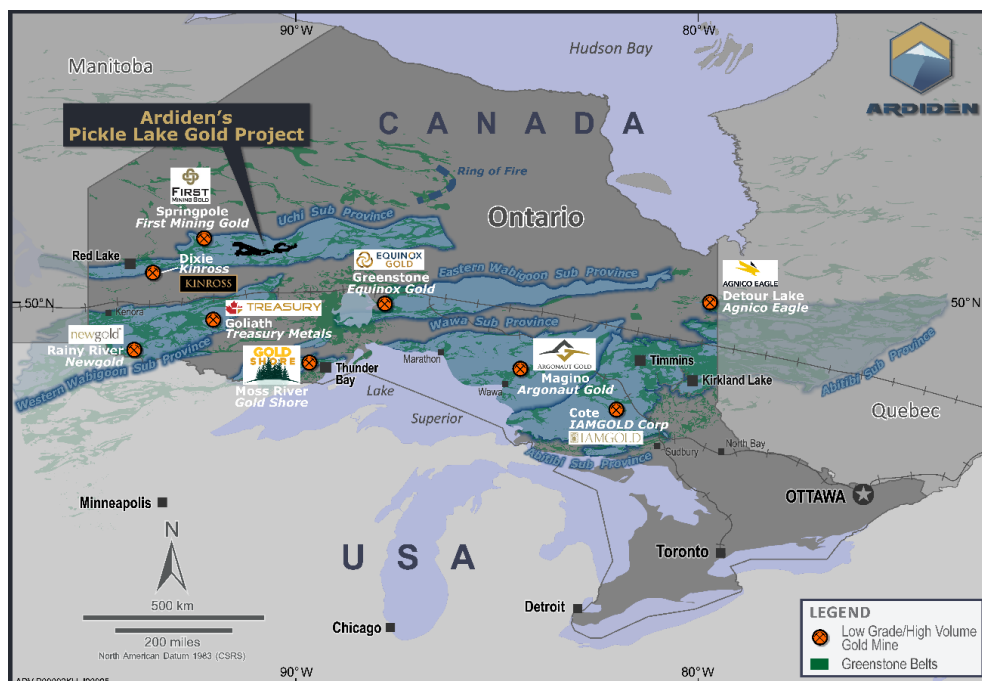 90° W
80° W
Hudson Bay
Manitoba
ARDIDEN
Ardiden's
Pickle Lake Gold Project
CANADA
Ring of Fire
FIRST
MINING GOLD
Springpole
First Mining Gold
Uchi Sub Province
Ontario
Red Lake
Dixie
Kinross
KINROSS
EQUINOX
GOLD
Greenstone
Equinox Gold
Eastern Wabigoon Sub Province
AGNICO EAGLE
Detour Lake
Agnico Eagle
50° N
50° N
Kenora
TREASURY
METALS
Goliath
Treasury Metals
Wawa Sub Province
newgold
Rainy River
Newgold
Western Wabigoon Sub Province
GOLD
SHORE
Moss River
Gold Shore
Thunder
Bay
Marathon
Lake
Superior
Wawa
ARGONAUT GOLD
Magino
Argonaut Gold
Timmins
Kirkland Lake
Abitibi Sub Province
Cote
IAMGOLD Corp
IAMGOLD
Quebec
Abitibi Sub Province
Sudbury
North Bay
Minneapolis
OTTAWA
N
USA
Toronto
500 km
200 miles
North American Datum 1983 (CSRS)
Detroit
Chicago
LEGEND
Low Grade/High Volume
Gold Mine
Greenstone Belts
90° W
80° W